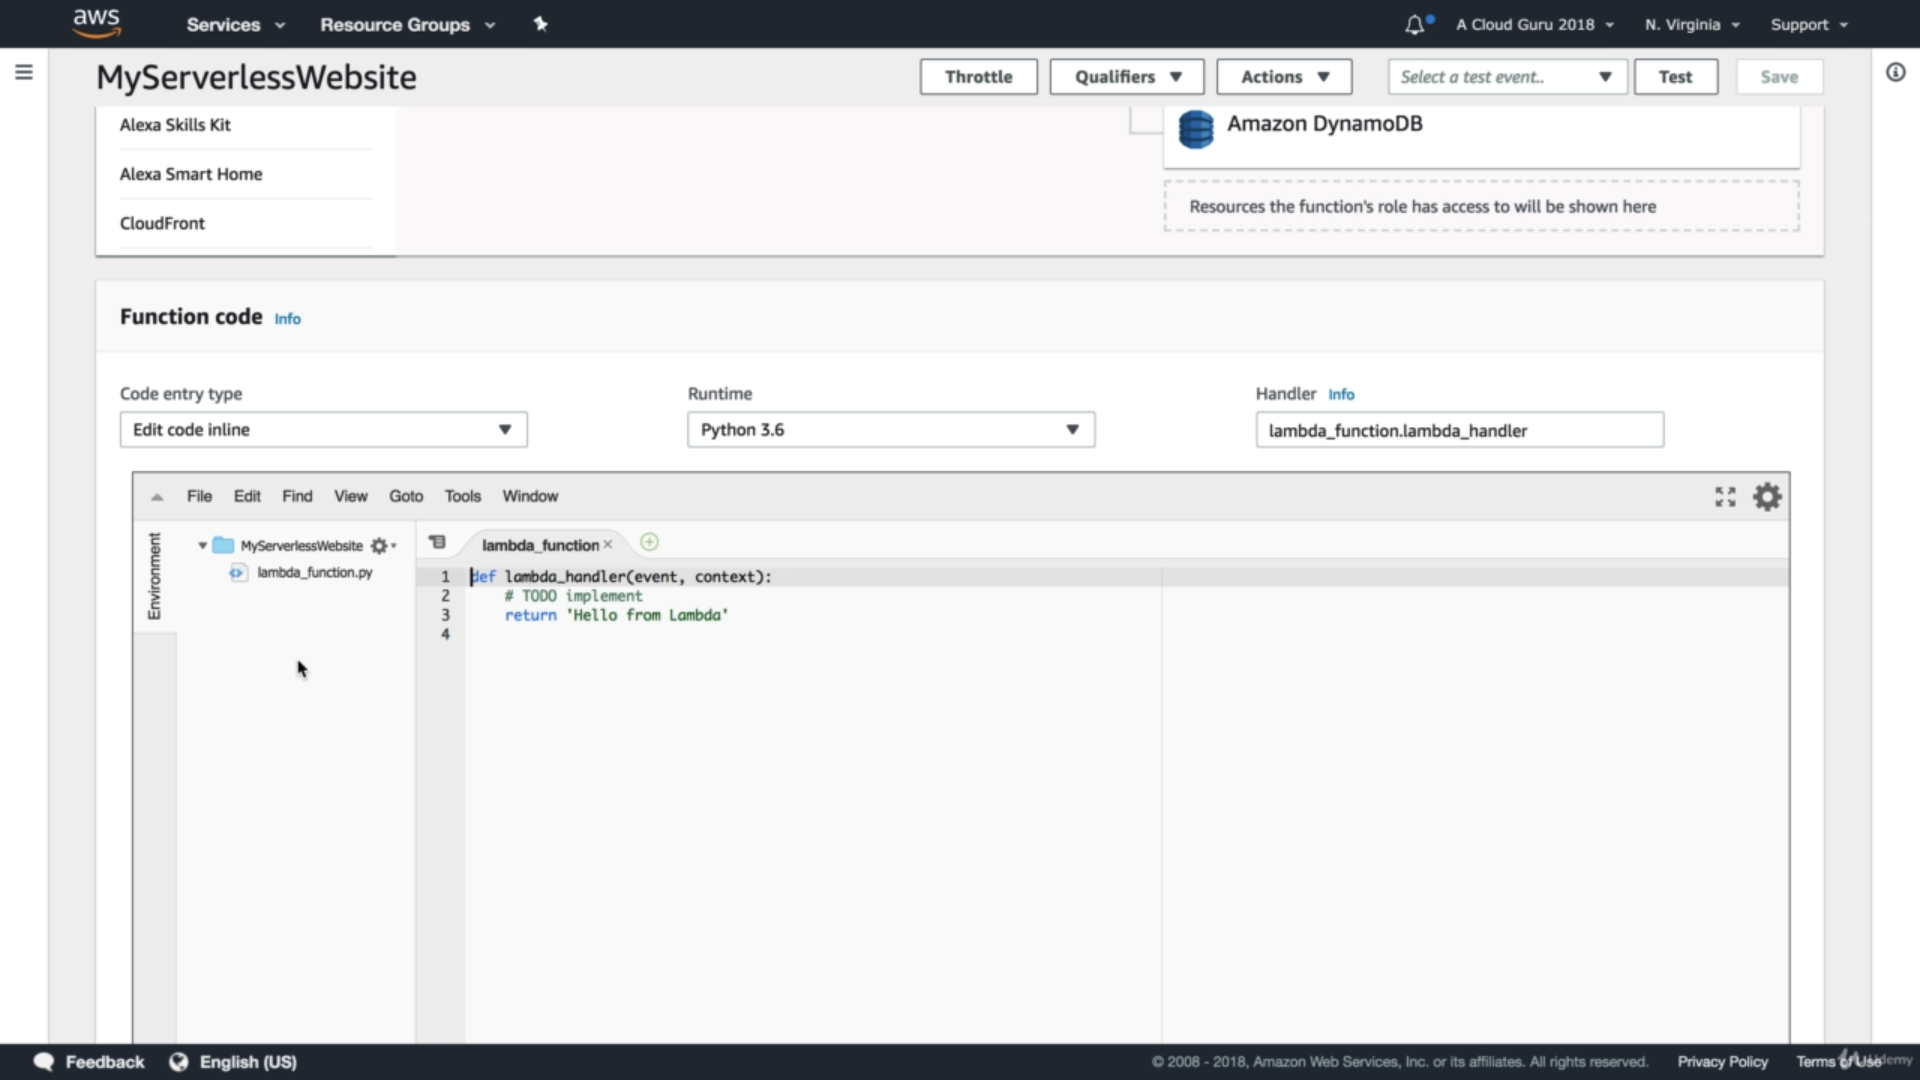 aws Services Resource Groups A Cloud Guru 2018 N. Virginia Support
MyServerlessWebsite Throttle Qualifiers Actions Select a test event.. Test Save
Alexa Skills Kit
Amazon DynamoDB
Alexa Smart Home
Resources the function's role has access to will be shown here
CloudFront
Function code Info
Code entry type Runtime Handler Info
Edit code inline Python 3.6 lambda_function.lambda_handler
File Edit Find View Goto Tools Window
Environment
MyServerlessWebsite
lambda_function.py
lambda_function
1 def lambda_handler(event, context):
2 # TODO implement
3 return 'Hello from Lambda'
4
Feedback English (US) © 2008 - 2018, Amazon Web Services, Inc. or its affiliates. All rights reserved. Privacy Policy Terms of Use
Udemy